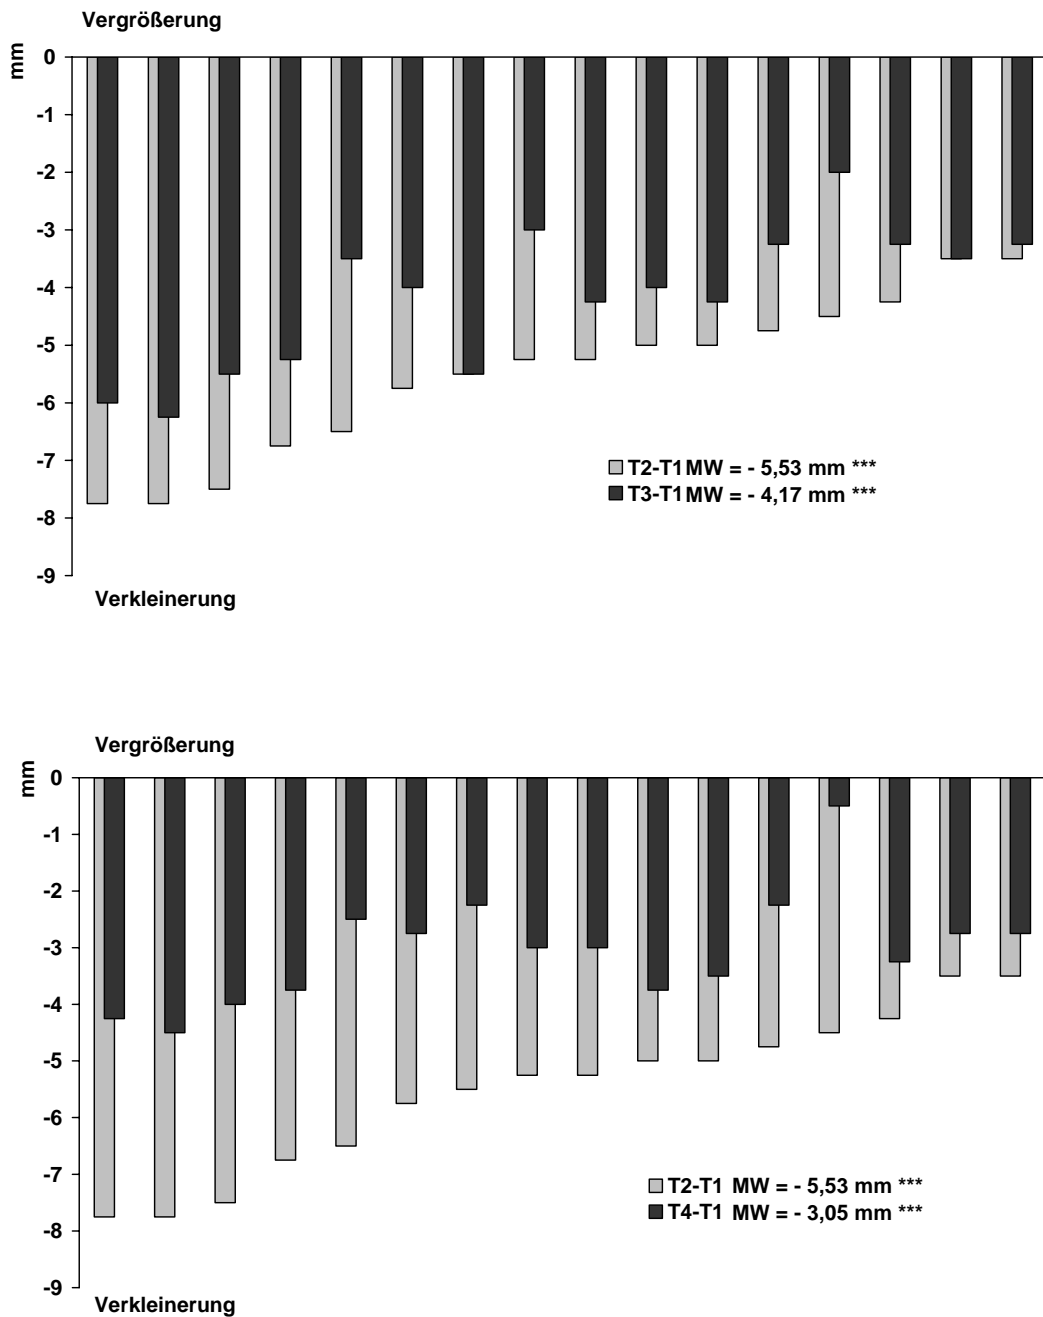 Vergrößerung
mm
0
-1
-2
-3
-4
-5
-6
-7
-8
-9
T2-T1 MW = - 5,53 mm ***
T3-T1 MW = - 4,17 mm ***
Verkleinerung
Vergrößerung
mm
0
-1
-2
-3
-4
-5
-6
-7
-8
-9
T2-T1 MW = - 5,53 mm ***
T4-T1 MW = - 3,05 mm ***
Verkleinerung